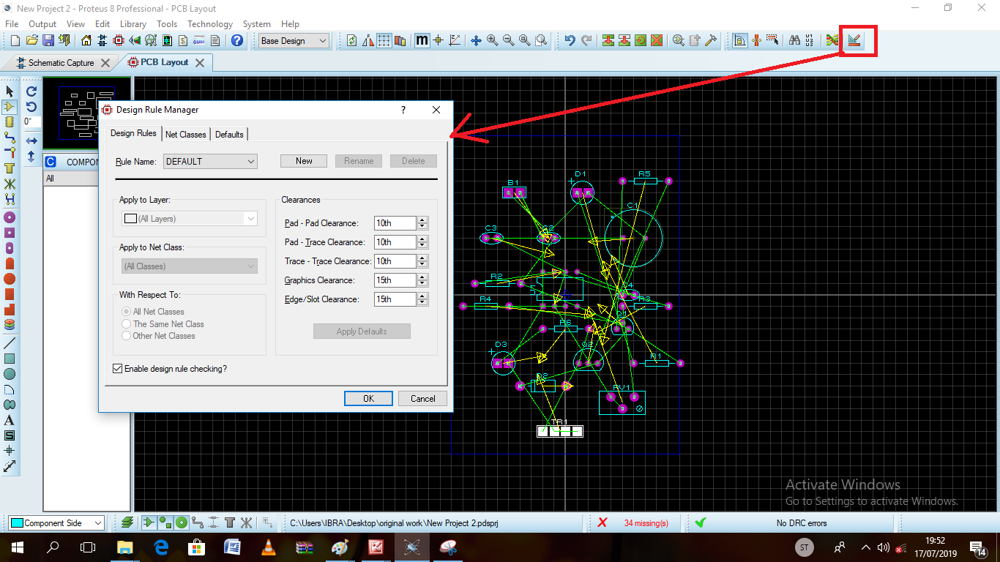 New Project 2 - Proteus 8 Professional - PCB Layout
File Output View Edit Library Tools Technology System Help
Base Design
Schematic Capture
PCB Layout
0°
COMPON
All
Design Rule Manager
Design Rules Net Classes Defaults
Rule Name: DEFAULT New Rename Delete
Apply to Layer:
(All Layers)
Apply to Net Class:
(All Classes)
With Respect To:
All Net Classes
The Same Net Class
Other Net Classes
Enable design rule checking?
Clearances
Pad - Pad Clearance: 10th
Pad - Trace Clearance: 10th
Trace - Trace Clearance: 10th
Graphics Clearance: 15th
Edge/Slot Clearance: 15th
Apply Defaults
OK Cancel
B1 D1 R5
C1
C3
R2
R4
R6
D3 Q2 R1
RV1
TR1
Activate Windows
Go to Settings to activate Windows.
Component Side
C:\Users\IBRA\Desktop\original work\New Project 2.pdsprj
34 missing(s)
No DRC errors
ST
19:52
17/07/2019
14